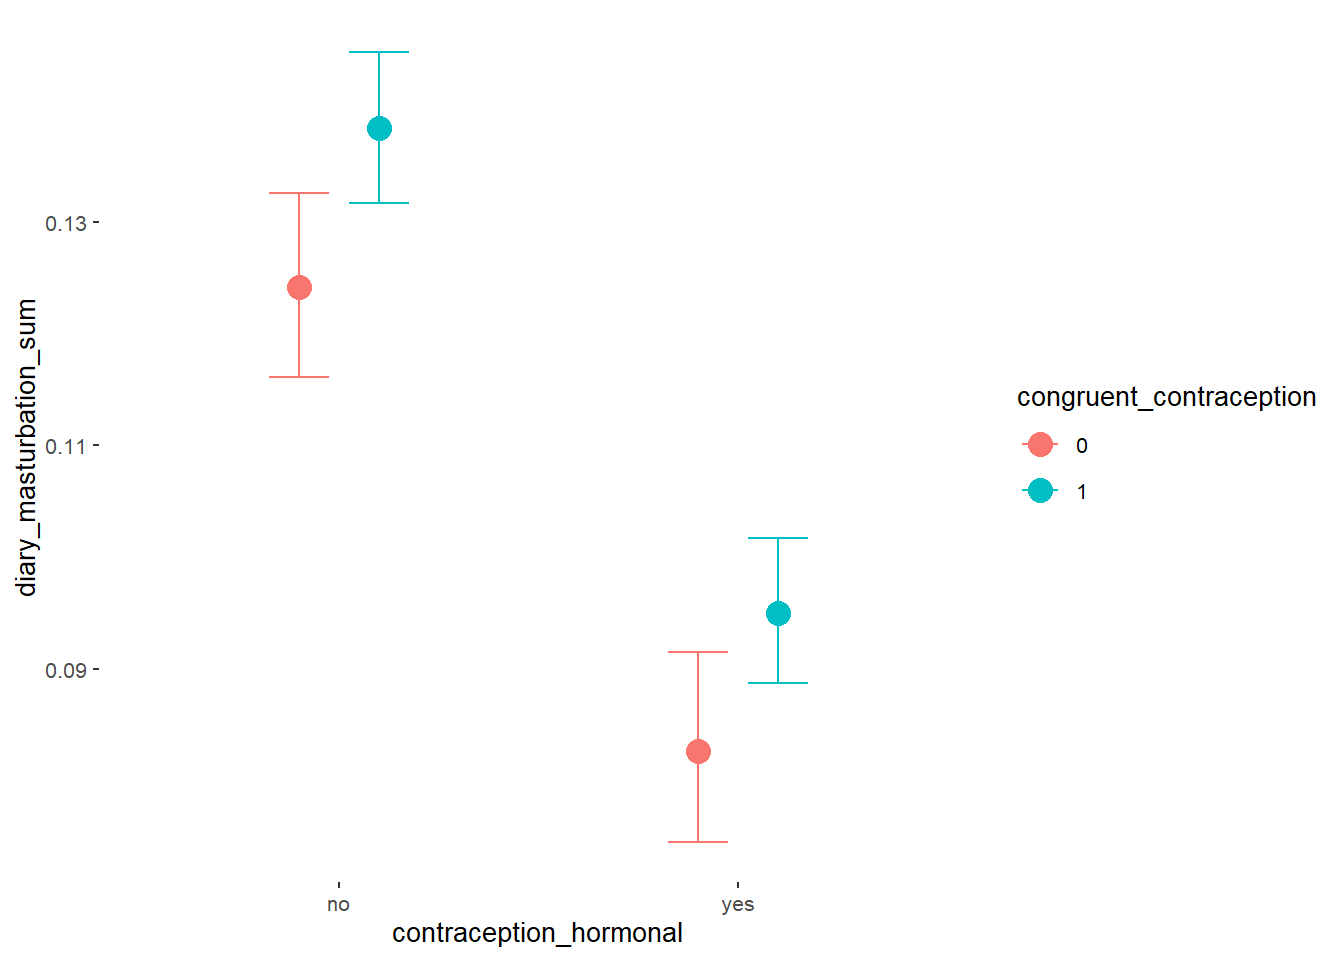 diary_masturbation_sum
0.13
0.11
0.09
no
yes
contraception_hormonal
congruent_contraception
0
1